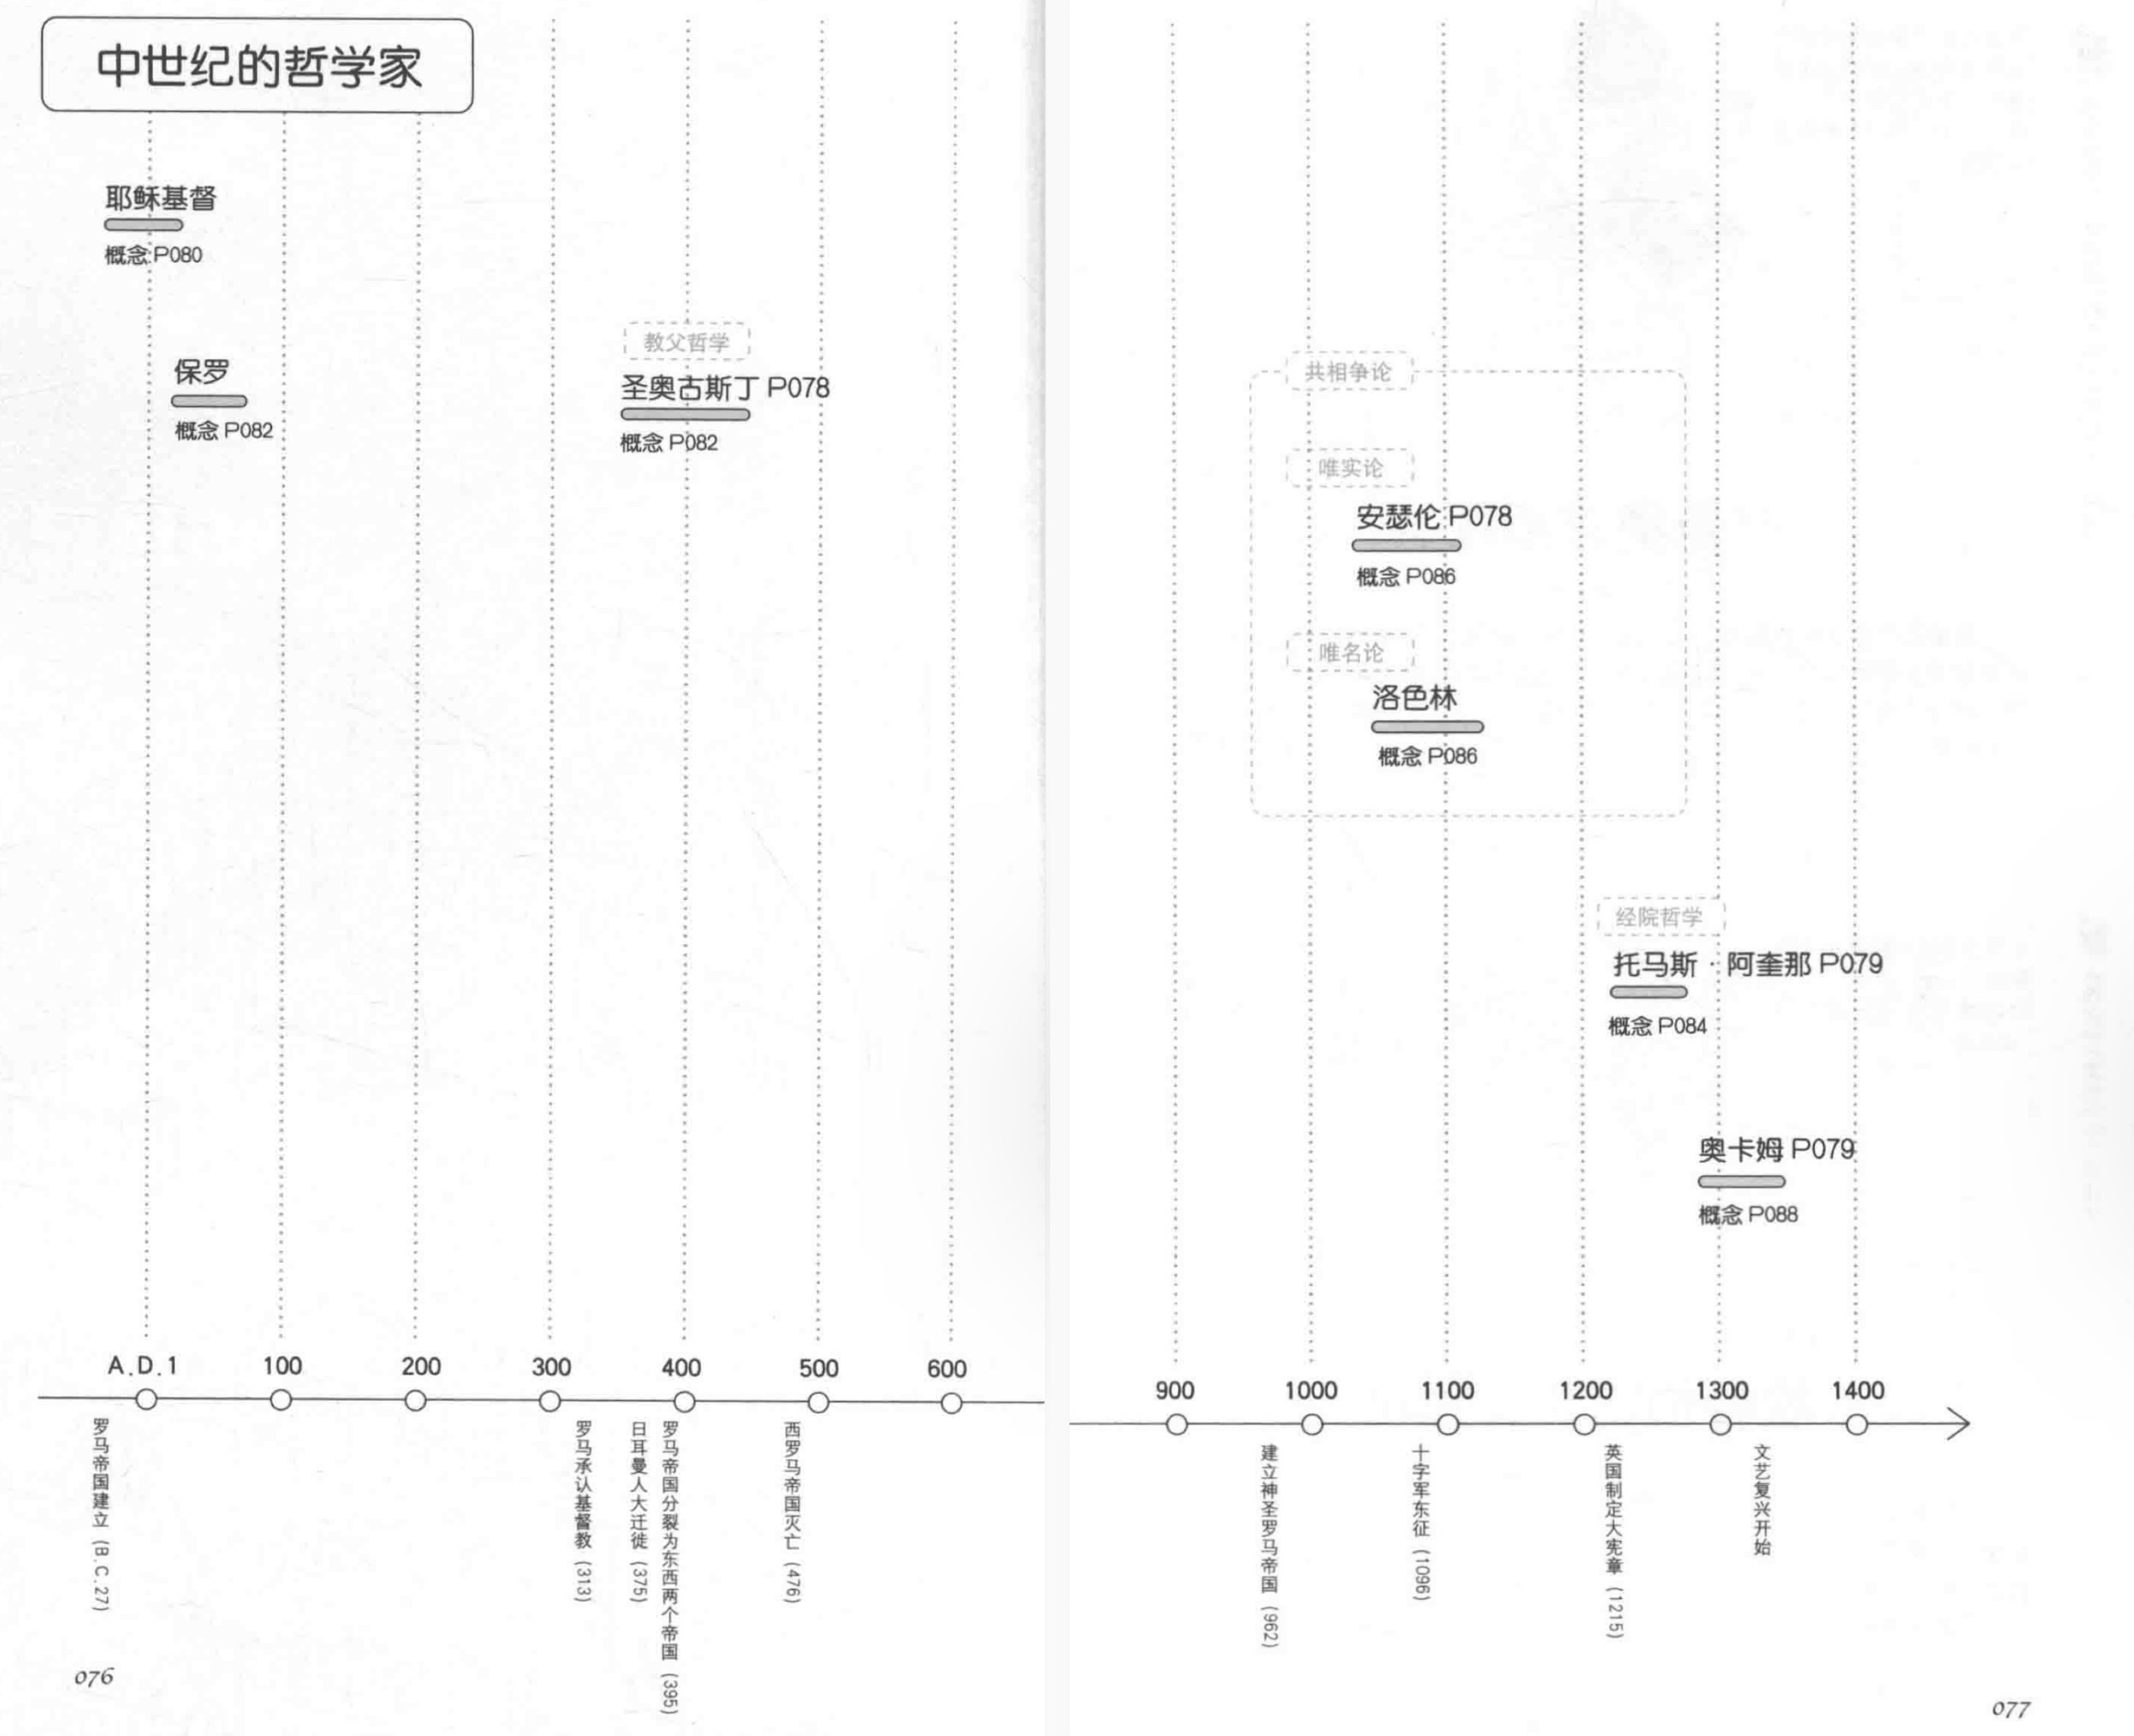 中世纪的哲学家
耶稣基督
概念 P080
保罗
概念 P082
教父哲学
圣奥古斯丁 P078
概念 P082
A.D.1
100
200
300
400
500
600
罗马帝国建立 (B.C.27)
罗马承认基督教 (313)
日耳曼人大迁徙 (375)
罗马帝国分裂为东西两个帝国 (395)
西罗马帝国灭亡 (476)
076
共相争论
唯实论
安瑟伦 P078
概念 P086
唯名论
洛色林
概念 P086
经院哲学
托马斯·阿奎那 P079
概念 P084
奥卡姆 P079
概念 P088
900
1000
1100
1200
1300
1400
建立神圣罗马帝国 (962)
十字军东征 (1096)
英国制定大宪章 (1215)
文艺复兴开始
077